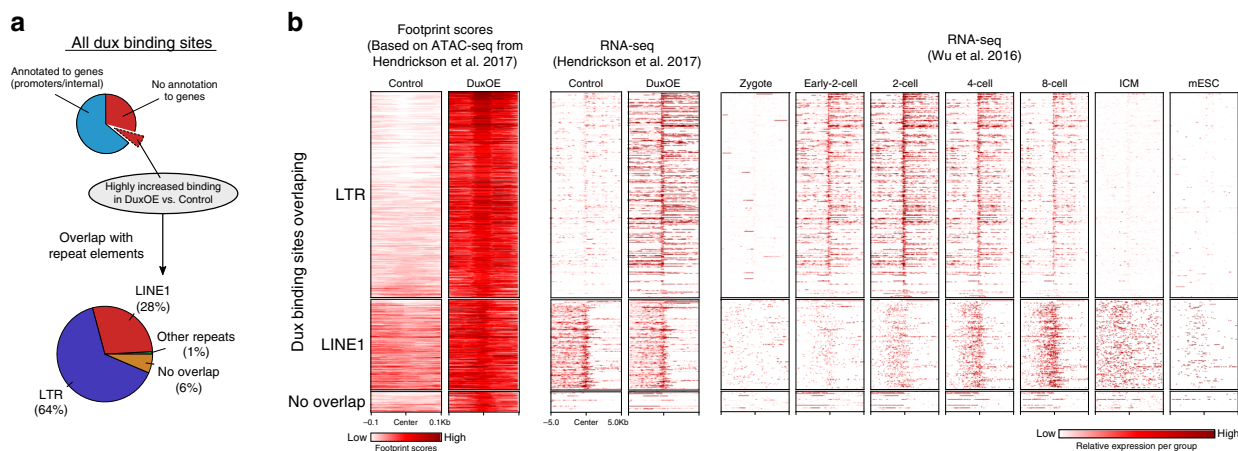 a
All dux binding sites
Annotated to genes
(promoters/internal)
No annotation
to genes
Highly increased binding
in DuxOE vs. Control
Overlap with
repeat elements
LINE1
(28%)
Other repeats
(1%)
No overlap
(6%)
LTR
(64%)
b
Footprint scores
(Based on ATAC-seq from
Hendrickson et al. 2017)
Control
DuxOE
RNA-seq
(Hendrickson et al. 2017)
Control
DuxOE
RNA-seq
(Wu et al. 2016)
Zygote
Early-2-cell
2-cell
4-cell
8-cell
ICM
mESC
Dux binding sites overlaping
LTR
LINE1
No overlap
-0.1
Center
0.1Kb
-5.0
Center
5.0Kb
Low
High
Footprint scores
Low
High
Relative expression per group